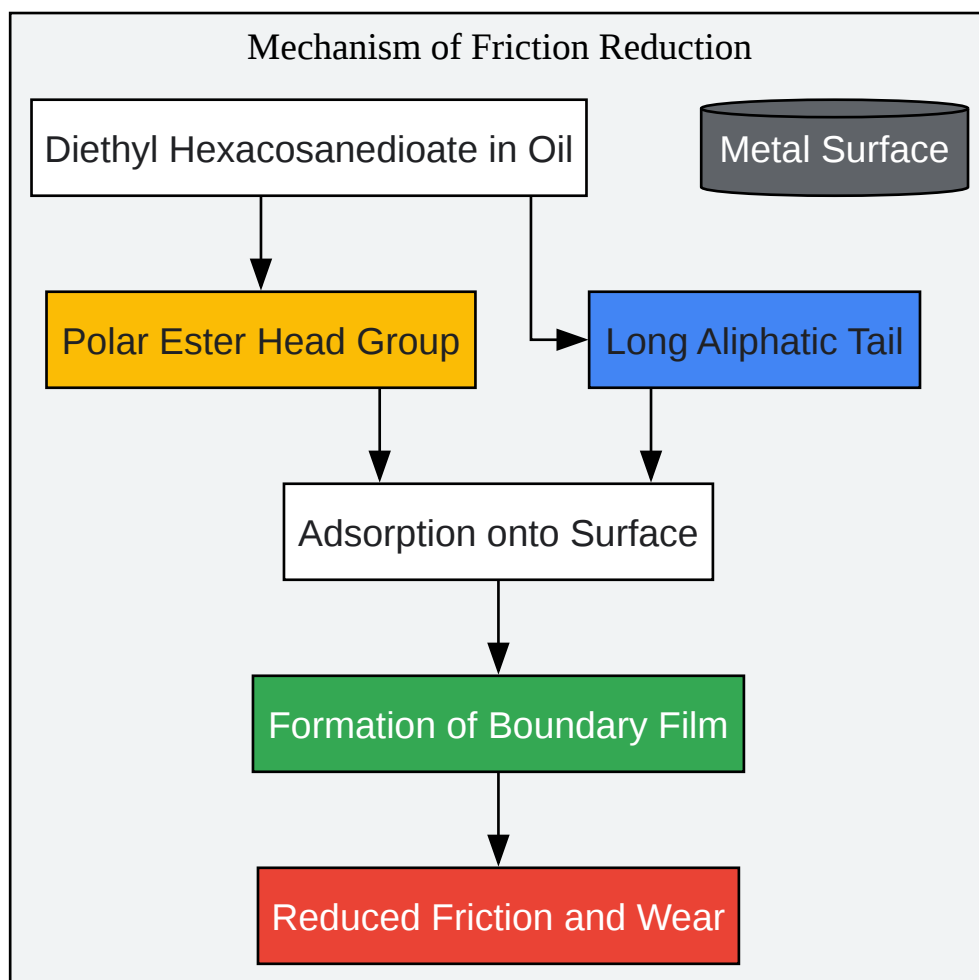 Mechanism of Friction Reduction
Diethyl Hexacosanedioate in Oil
Metal Surface
Polar Ester Head Group
Long Aliphatic Tail
Adsorption onto Surface
Formation of Boundary Film
Reduced Friction and Wear